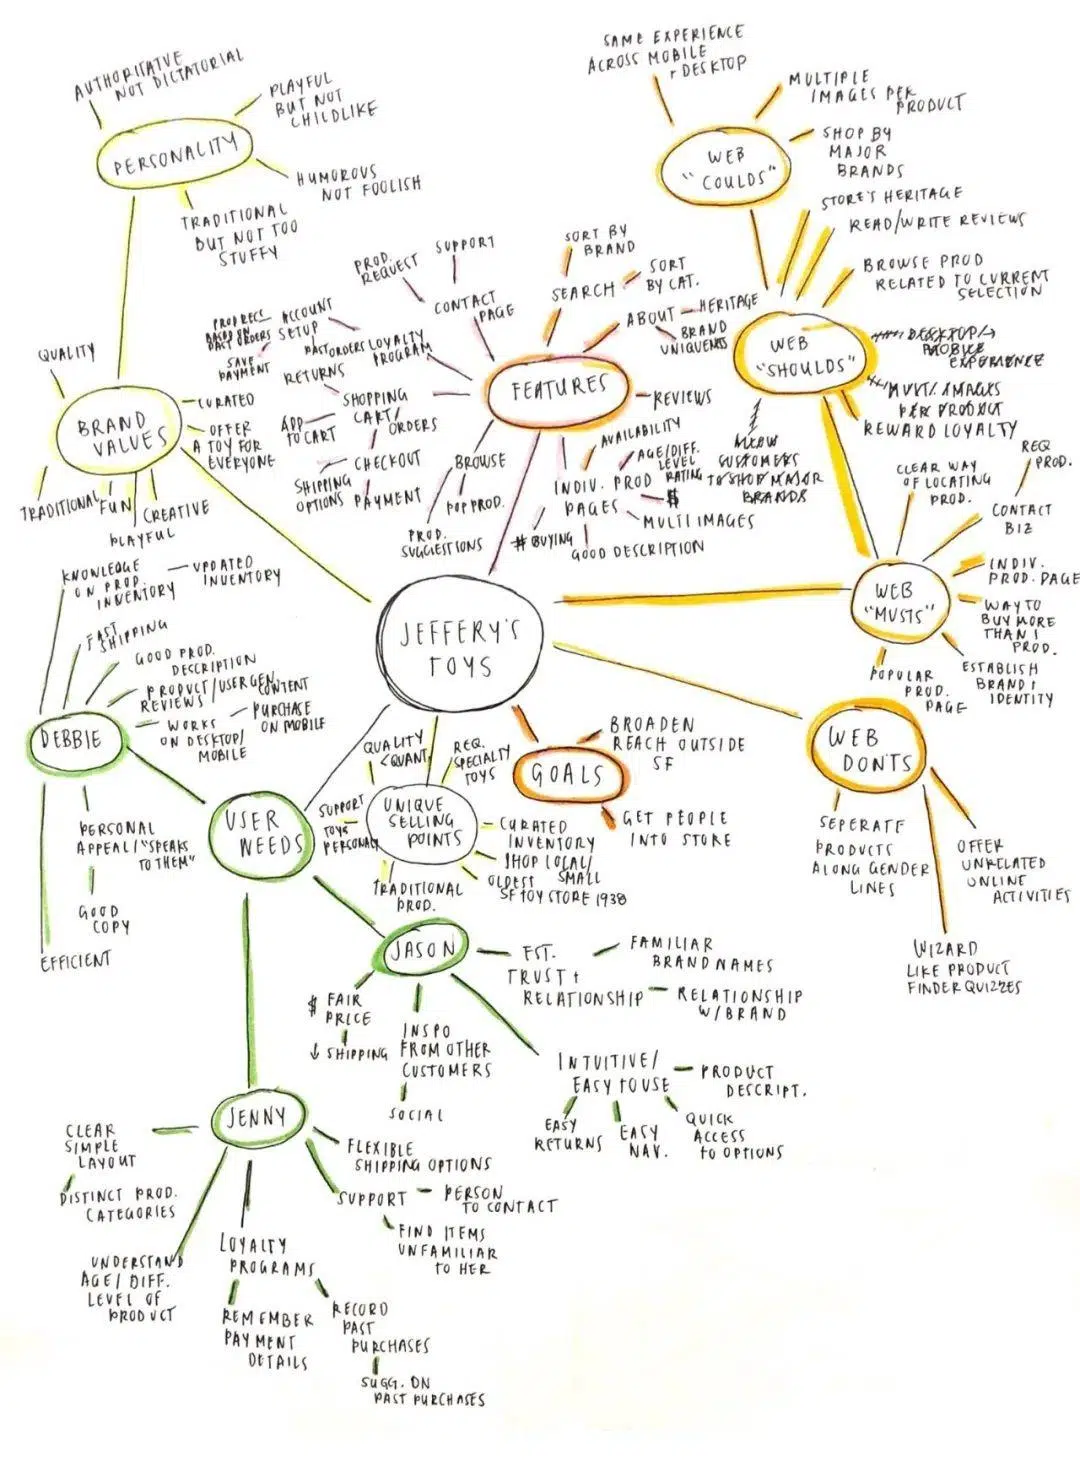 AUTHORITATVE
NOT DICTATORIAL
PLAYFUL
BUT NOT
CHILDLIKE
PERSONALITY
HUMOROUS
NOT FOOLISH
TRADITIONAL
BUT NOT TOO
STUFFY
SAME EXPERIENCE
ACROSS MOBILE
+ DESKTOP
MULTIPLE
IMAGES PER
PRODUCT
WEB
"COULDS"
SHOP BY
MAJOR
BRANDS
STORE'S HERITAGE
READ/WRITE REVIEWS
BROWSE PROD
RELATED TO CURRENT
SELECTION
WEB
"SHOULDS"
DESKTOP/
MOBILE
EXPERIENCE
MULTI. IMAGES
PER PRODUCT
REWARD LOYALTY
ALLOW
CUSTOMERS
TO SHOP MAJOR
BRANDS
SORT BY
BRAND
SEARCH
SORT
BY CAT.
ABOUT
HERITAGE
BRAND
UNIQUENESS
SUPPORT
PROD.
REQUEST
CONTACT
PAGE
ACCOUNT
SETUP
PROD RECS
BASED ON
PAST ORDERS
SAVE
PAYMENT
PAST ORDERS
LOYALTY
PROGRAM
RETURNS
FEATURES
SHOPPING
CART/
ORDERS
ADD
TO CART
CHECKOUT
SHIPPING
OPTIONS
PAYMENT
BROWSE
POP PROD.
PROD.
SUGGESTIONS
REVIEWS
INDIV. PROD
PAGES
AVAILABILITY
AGE/DIFF.
LEVEL
RATING
$
MULTI IMAGES
# BUYING
GOOD DESCRIPTION
QUALITY
BRAND
VALUES
CURATED
OFFER
A TOY FOR
EVERYONE
TRADITIONAL
FUN
PLAYFUL
CREATIVE
JEFFERY'S
TOYS
WEB
"MUSTS"
CLEAR WAY
OF LOCATING
PROD.
REQ
PROD.
CONTACT
BIZ
INDIV.
PROD. PAGE
WAY TO
BUY MORE
THAN 1
PROD.
ESTABLISH
BRAND
IDENTITY
POPULAR
PROD.
PAGE
WEB
DONTS
SEPERATE
PRODUCTS
ALONG GENDER
LINES
OFFER
UNRELATED
ONLINE
ACTIVITIES
WIZARD
LIKE PRODUCT
FINDER QUIZZES
GOALS
BROADEN
REACH OUTSIDE
SF
GET PEOPLE
INTO STORE
UNIQUE
SELLING
POINTS
QUALITY
<QUANT.
REQ.
SPECIALTY
TOYS
SUPPORT
TOYS
CURATED
INVENTORY
SHOP LOCAL/
SMALL
OLDEST
SF TOY STORE 1938
TRADITIONAL
PROD.
USER
NEEDS
DEBBIE
KNOWLEDGE
ON PROD.
INVENTORY
UPDATED
INVENTORY
FAST
SHIPPING
GOOD PROD.
DESCRIPTION
PRODUCT/USER GEN. CONTENT
REVIEWS
WORKS
ON DESKTOP/
MOBILE
PURCHASE
ON MOBILE
PERSONAL
APPEAL/"SPEAKS
TO THEM"
GOOD
COPY
EFFICIENT
JASON
EST.
TRUST +
RELATIONSHIP
FAMILIAR
BRAND NAMES
RELATIONSHIP
W/BRAND
$ FAIR
PRICE
↓ SHIPPING
INSPO
FROM OTHER
CUSTOMERS
SOCIAL
INTUITIVE/
EASY TO USE
PRODUCT
DESCRIPT.
EASY
RETURNS
EASY
NAV.
QUICK
ACCESS
TO OPTIONS
JENNY
CLEAR
SIMPLE
LAYOUT
DISTINCT PROD.
CATEGORIES
UNDERSTAND
AGE/DIFF.
LEVEL OF
PRODUCT
LOYALTY
PROGRAMS
REMEMBER
PAYMENT
DETAILS
RECORD
PAST
PURCHASES
SUGG. ON
PAST PURCHASES
FLEXIBLE
SHIPPING OPTIONS
SUPPORT
PERSON
TO CONTACT
FIND ITEMS
UNFAMILIAR
TO HER